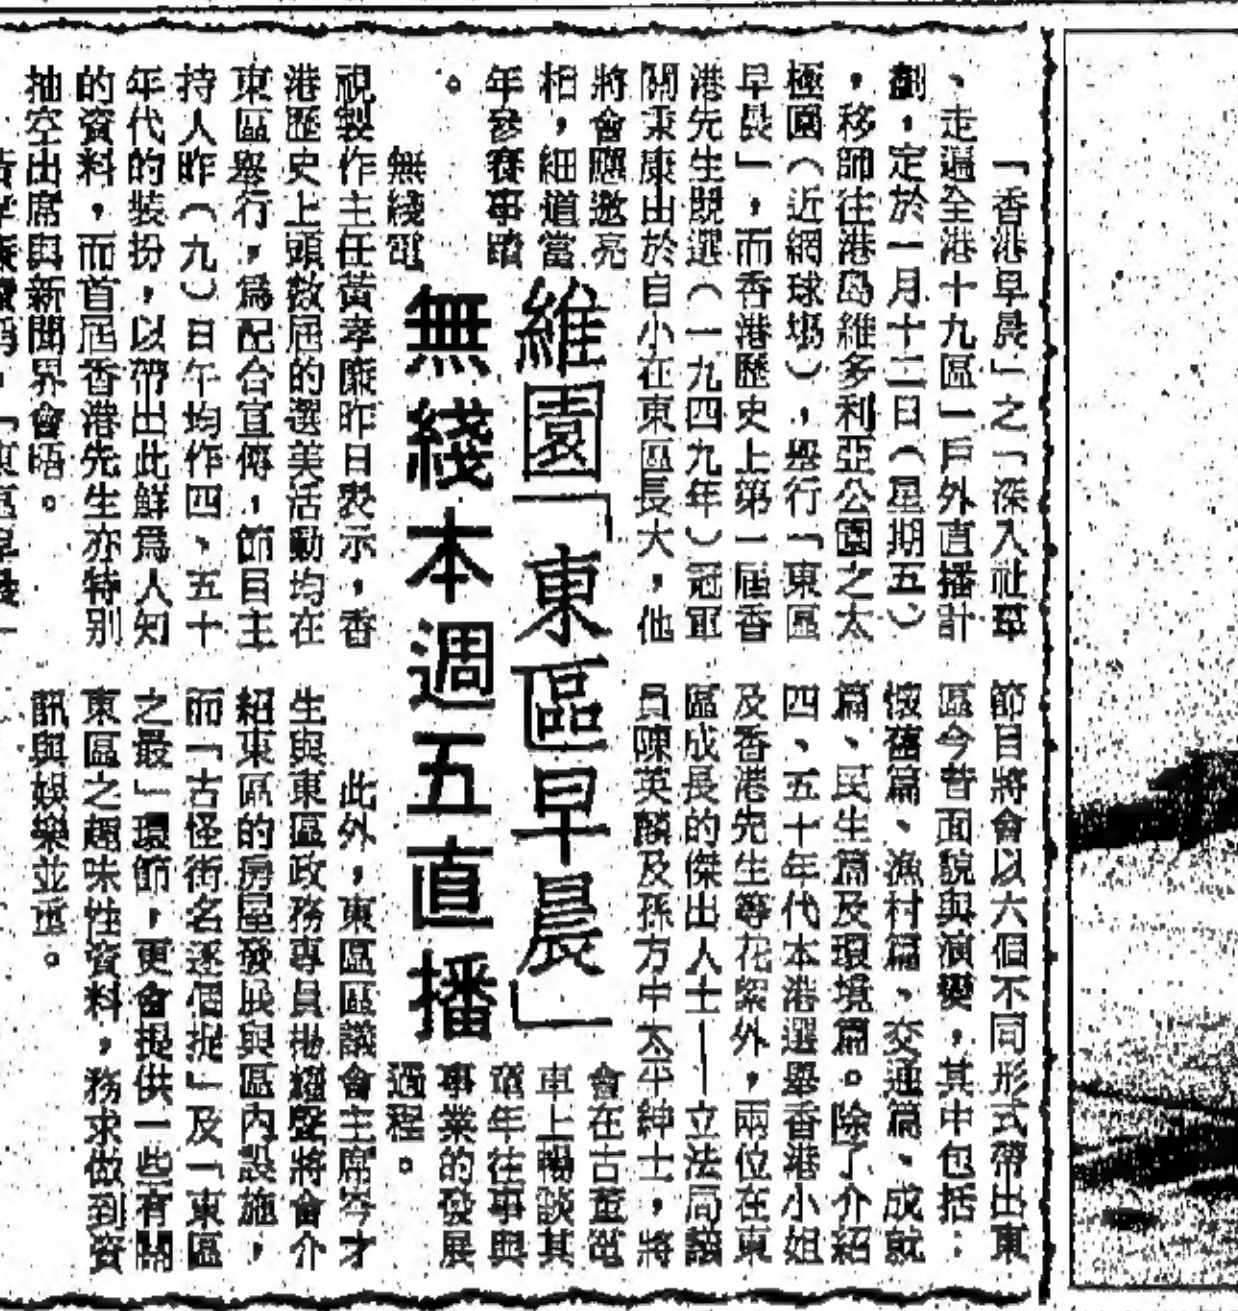 維園「東區早晨」
無綫本週五直播
「香港早晨」之「深入社羣
、走遍全港十九區」戶外直播計
劃，定於一月十二日（星期五）
，移師往港島維多利亞公園之太
極園（近網球場），舉行「東區
早晨」，而香港歷史上第一屆香
港先生競選（一九四九年）冠軍
關秉康由於自小在東區長大，他
將會應邀亮
相，細道當
年參賽事蹟
。
無綫電
視製作主任黃孝廉昨日表示，香
港歷史上頭數屆的選美活動均在
東區舉行，爲配合宣傳，節目主
持人昨（九）日午均作四、五十
年代的裝扮，以帶出此鮮爲人知
的資料，而首屆香港先生亦特別
抽空出席與新聞界會晤。
黃孝廉續稱，「東區早晨」
節目將會以六個不同形式帶出東
區今昔面貌與演變，其中包括：
懷舊篇、漁村篇、交通篇、成就
篇、民生篇及環境篇。除了介紹
四、五十年代本港選舉香港小姐
及香港先生等花絮外，兩位在東
區成長的傑出人士——立法局議
員陳英麟及孫方中太平紳士，將
會在古董電
車上暢談其
童年往事與
事業的發展
過程。
此外，東區區議會主席岑才
生與東區政務專員楊繼聲將會介
紹東區的房屋發展與區內設施，
而「古怪街名逐個捉」及「東區
之最」環節，更會提供一些有關
東區之趣味性資料，務求做到資
訊與娛樂並重。